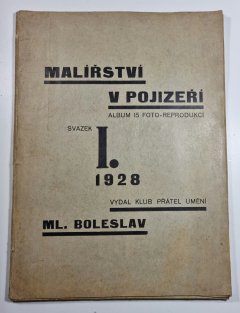 MALÍŘSTVÍ
V POJIZEŘÍ
ALBUM 15 FOTO-REPRODUKCÍ
SVAZEK
I.
1928
VYDAL KLUB PŘÁTEL UMĚNÍ
ML. BOLESLAV